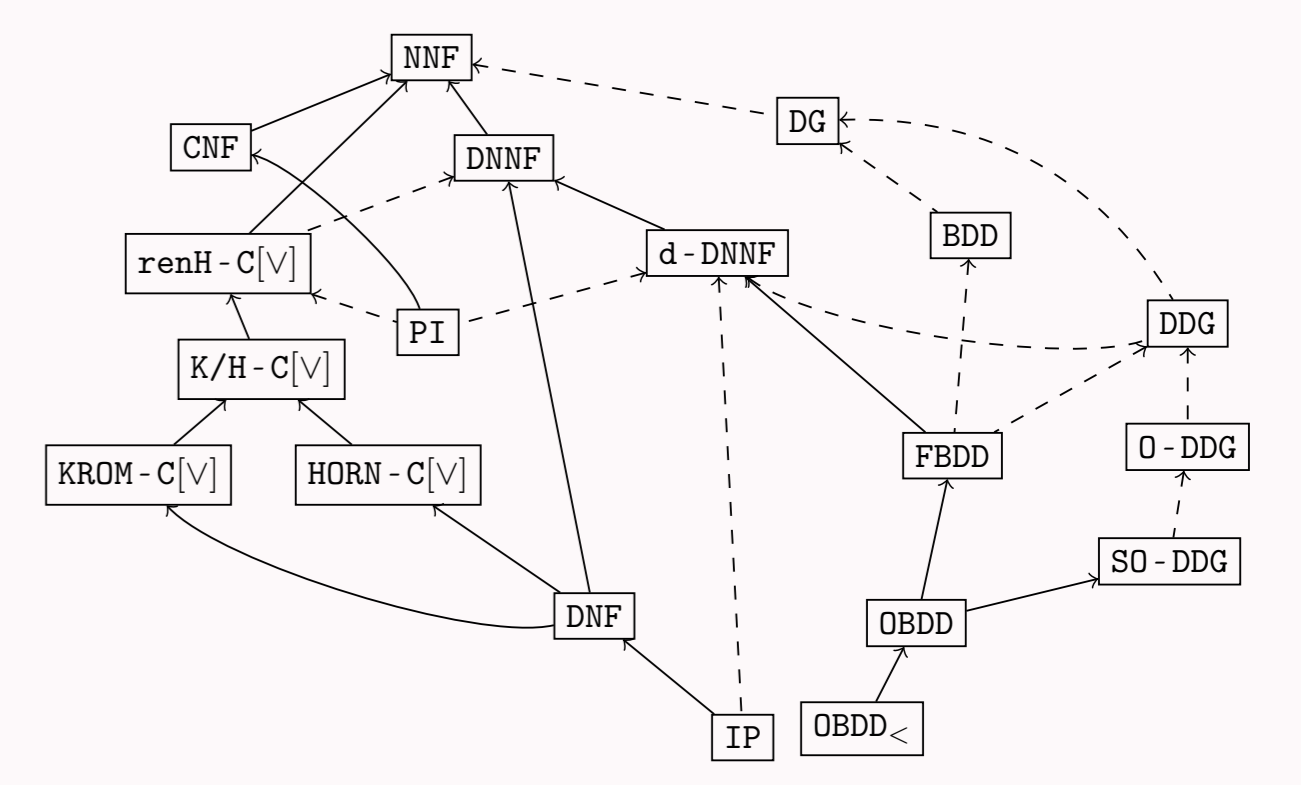 NNF
DG
CNF
DNNF
BDD
renH-C[∨]
d-DNNF
PI
DDG
K/H-C[∨]
KROM-C[∨]
HORN-C[∨]
FBDD
O-DDG
SO-DDG
DNF
OBDD
IP
OBDD<